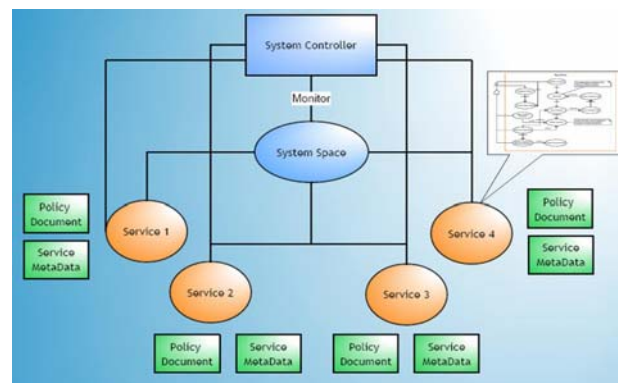 System Controller
Monitor
System Space
Policy
Document
Service
MetaData
Service 1
Service 4
Policy
Document
Service
MetaData
Service 2
Service 3
Policy
Document
Service
MetaData
Policy
Document
Service
MetaData